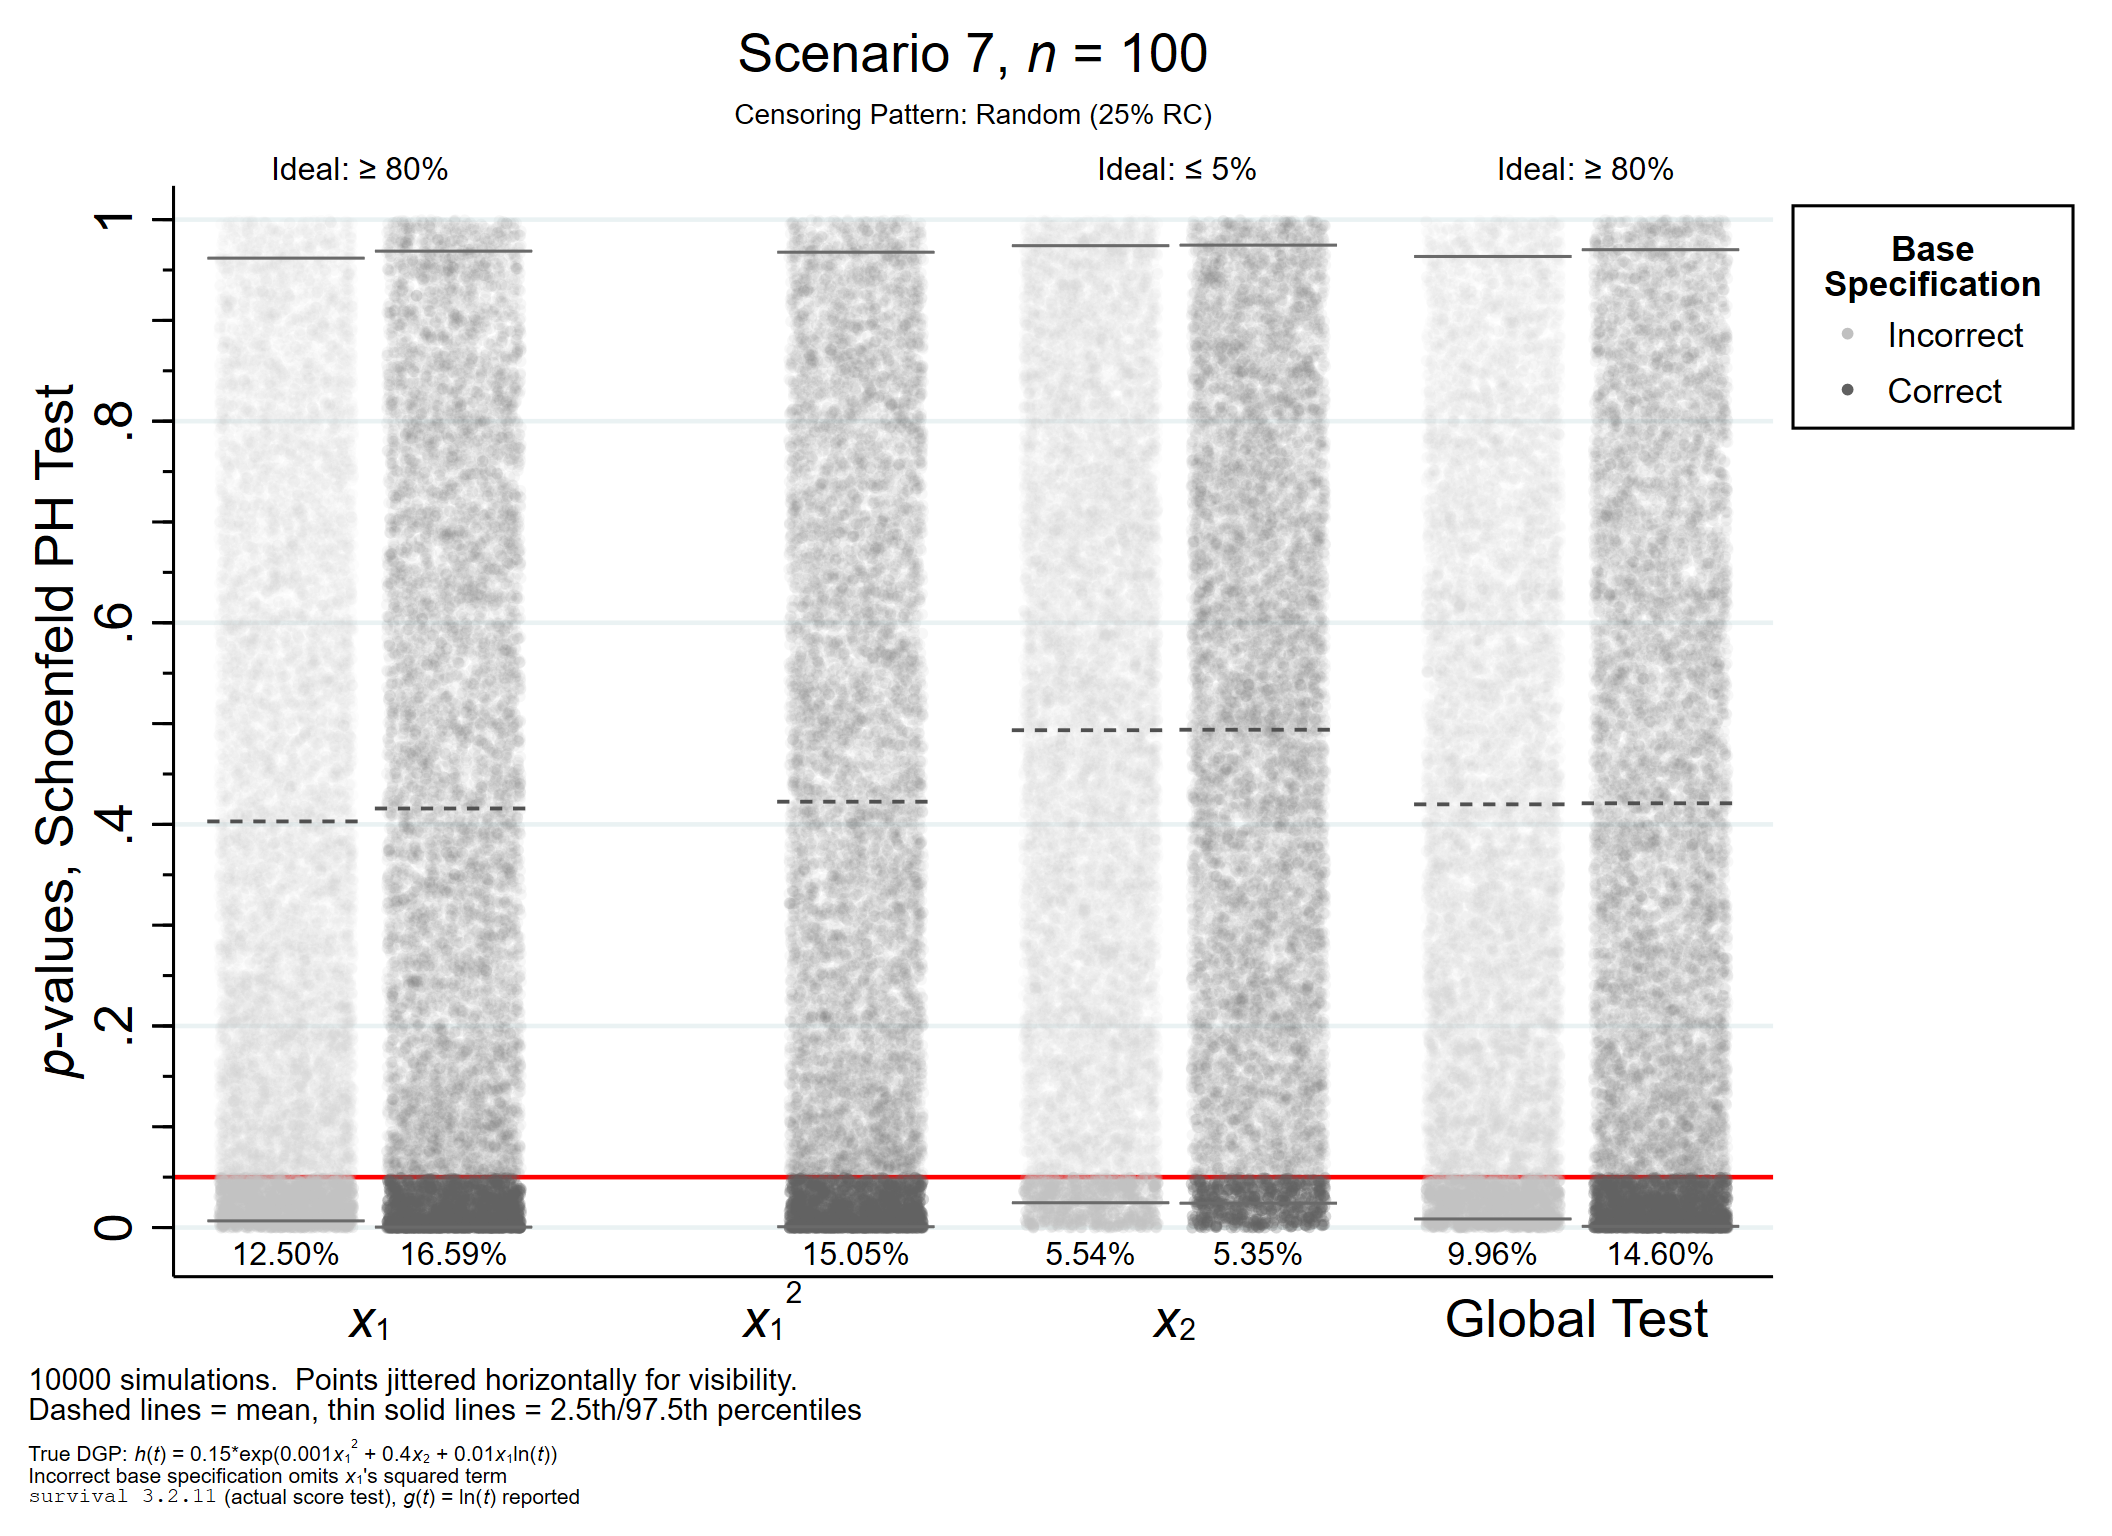 Scenario 7, n = 100
Censoring Pattern: Random (25% RC)
Ideal: ≥ 80%
Ideal: ≤ 5%
Ideal: ≥ 80%
p-values, Schoenfeld PH Test
1
.8
.6
.4
.2
0
Base
Specification
Incorrect
Correct
12.50% 16.59% 15.05% 5.54% 5.35% 9.96% 14.60%
x₁ x₁² x₂ Global Test
10000 simulations.  Points jittered horizontally for visibility.
Dashed lines = mean, thin solid lines = 2.5th/97.5th percentiles
True DGP: h(t) = 0.15*exp(0.001x₁² + 0.4x₂ + 0.01x₁ln(t))
Incorrect base specification omits x₁'s squared term
survival 3.2.11 (actual score test), g(t) = ln(t) reported